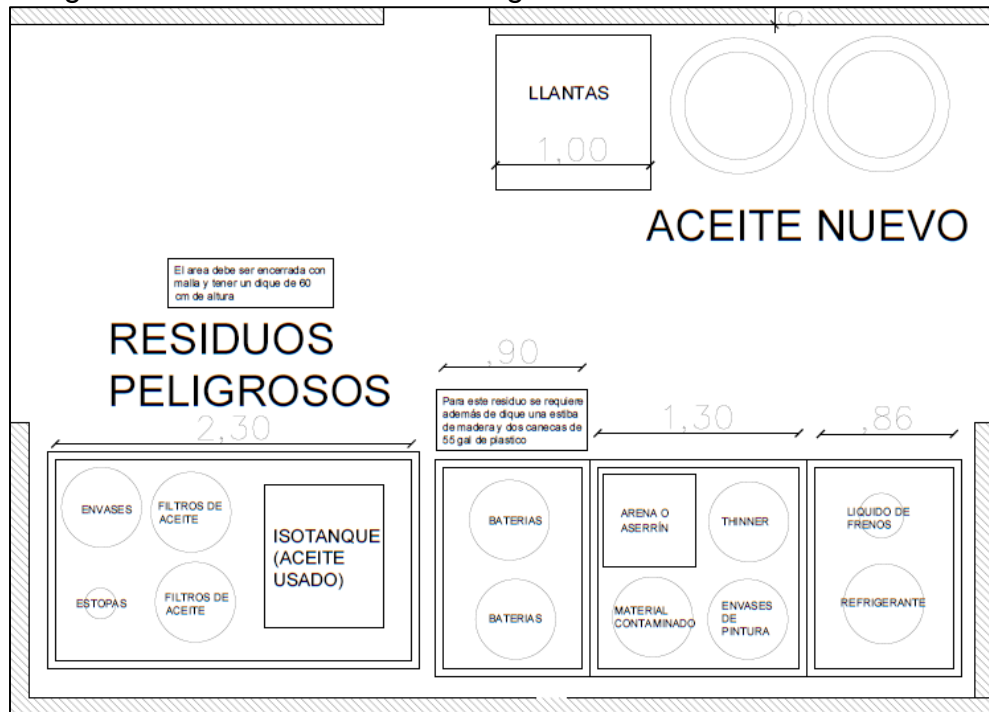 LLANTAS
1,00
ACEITE NUEVO
El area debe ser encerrada con
malla y tener un dique de 60
cm de altura
RESIDUOS
PELIGROSOS
2,30
,90
Para este residuo se requiere
además de dique una estiba
de madera y dos canecas de
55 gal de plastico
1,30
,86
ENVASES
FILTROS DE
ACEITE
ISOTANQUE
(ACEITE
USADO)
ESTOPAS
FILTROS DE
ACEITE
BATERIAS
BATERIAS
ARENA O
ASERRÍN
THINNER
MATERIAL
CONTAMINADO
ENVASES
DE
PINTURA
LIQUIDO DE
FRENOS
REFRIGERANTE